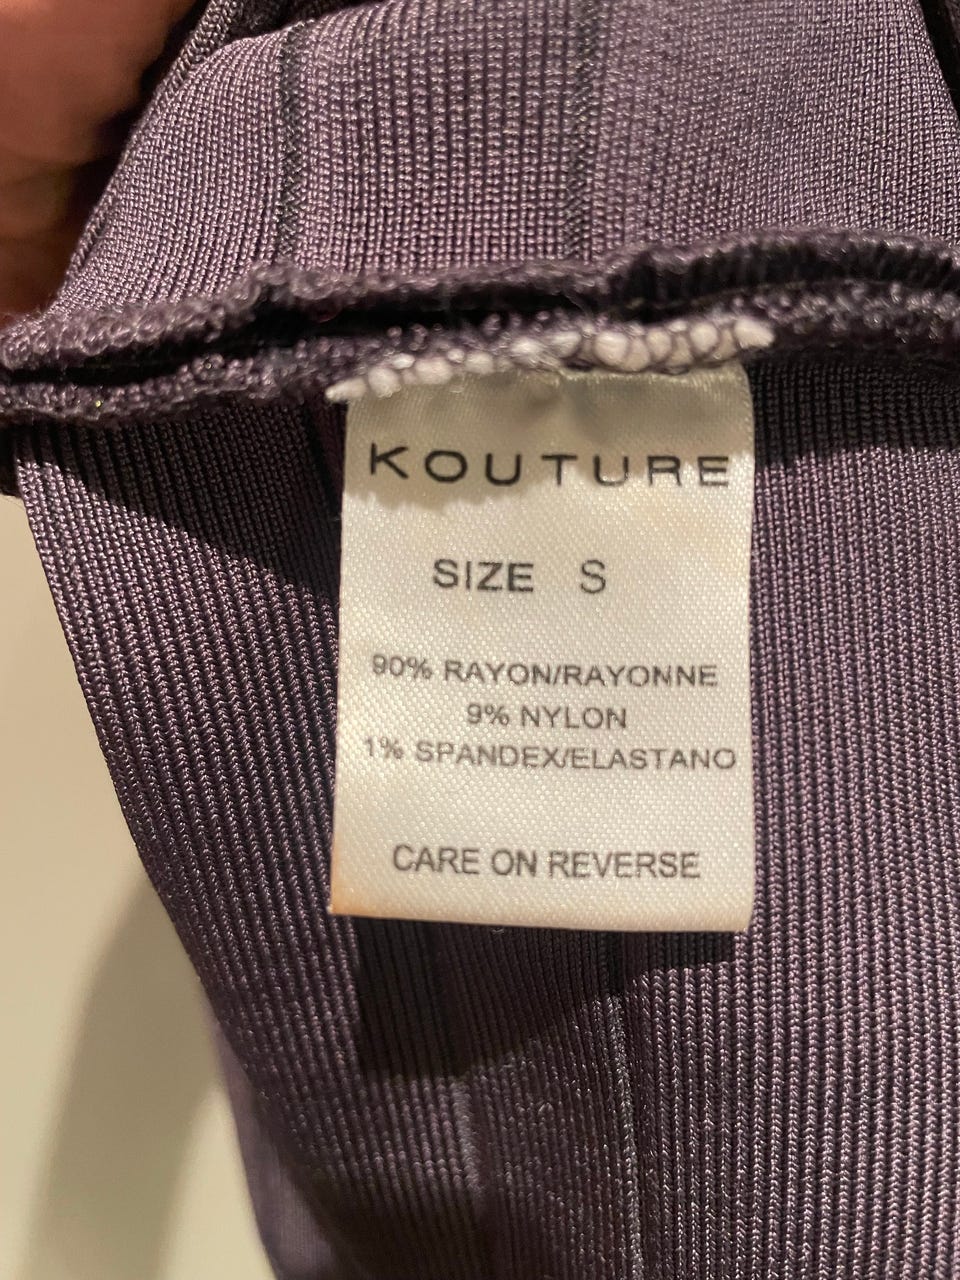 KOUTURE
SIZE S
90% RAYON/RAYONNE
9% NYLON
1% SPANDEX/ELASTANO
CARE ON REVERSE